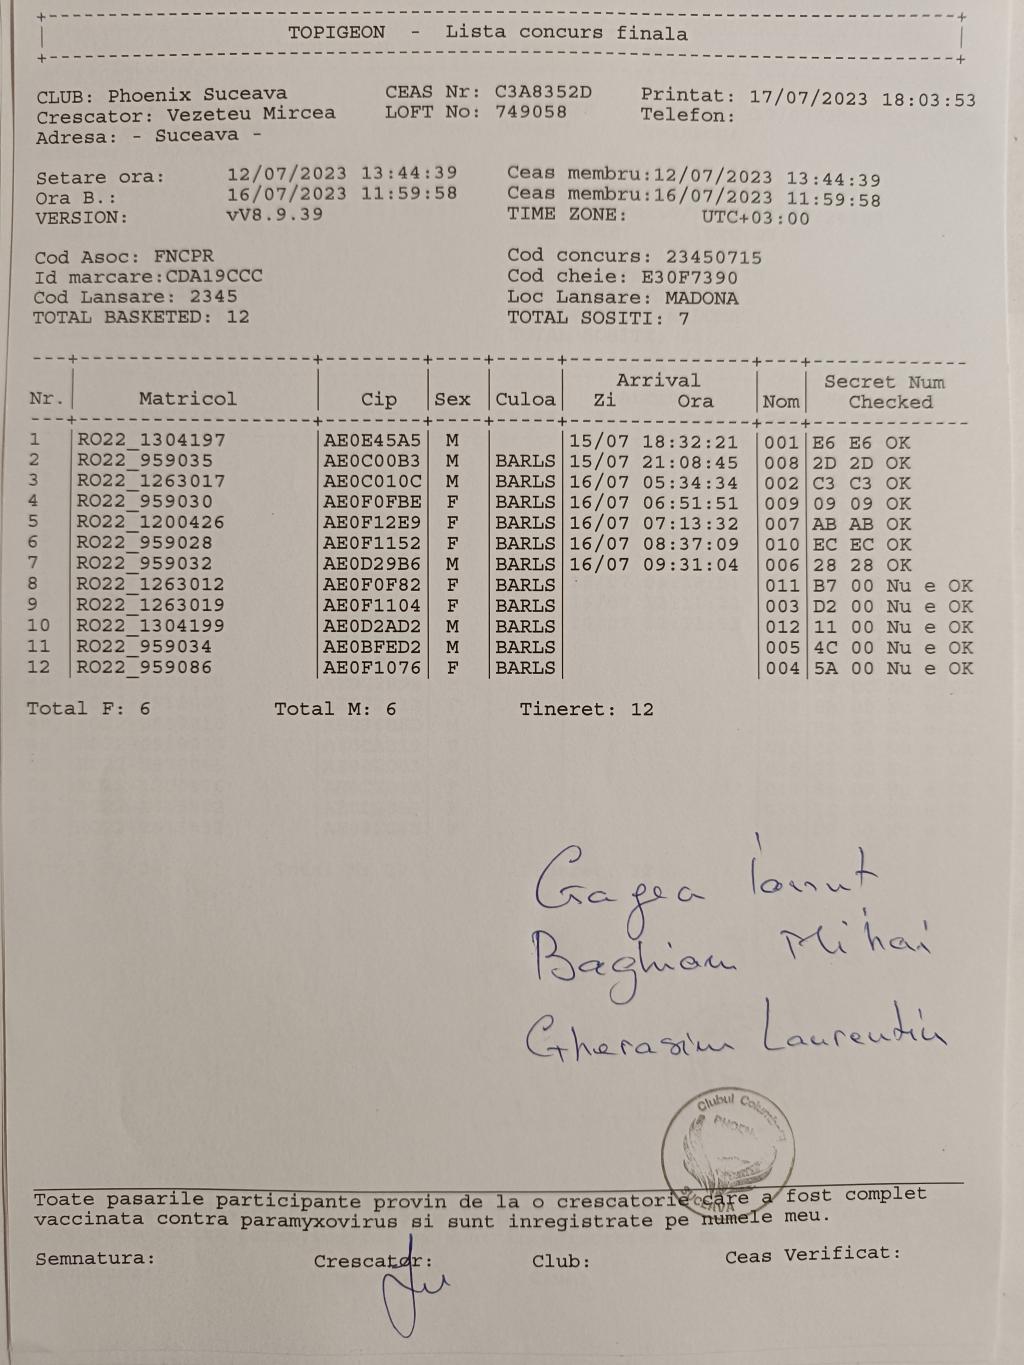 TOPIGEON - Lista concurs finala
CLUB: Phoenix Suceava CEAS Nr: C3A8352D Printat: 17/07/2023 18:03:53
Crescator: Vezeteu Mircea LOFT No: 749058 Telefon:
Adresa: - Suceava -
Setare ora: 12/07/2023 13:44:39 Ceas membru:12/07/2023 13:44:39
Ora B.: 16/07/2023 11:59:58 Ceas membru:16/07/2023 11:59:58
VERSION: vV8.9.39 TIME ZONE: UTC+03:00
Cod Asoc: FNCPR Cod concurs: 23450715
Id marcare:CDA19CCC Cod cheie: E30F7390
Cod Lansare: 2345 Loc Lansare: MADONA
TOTAL BASKETED: 12 TOTAL SOSITI: 7
Arrival Secret Num
Nr. Matricol Cip Sex Culoa Zi Ora Nom Checked
1 RO22_1304197 AE0E45A5 M 15/07 18:32:21 001 E6 E6 OK
2 RO22_959035 AE0C00B3 M BARLS 15/07 21:08:45 008 2D 2D OK
3 RO22_1263017 AE0C010C M BARLS 16/07 05:34:34 002 C3 C3 OK
4 RO22_959030 AE0F0FBE F BARLS 16/07 06:51:51 009 09 09 OK
5 RO22_1200426 AE0F12E9 F BARLS 16/07 07:13:32 007 AB AB OK
6 RO22_959028 AE0F1152 F BARLS 16/07 08:37:09 010 EC EC OK
7 RO22_959032 AE0D29B6 M BARLS 16/07 09:31:04 006 28 28 OK
8 RO22_1263012 AE0F0F82 F BARLS 011 B7 00 Nu e OK
9 RO22_1263019 AE0F1104 F BARLS 003 D2 00 Nu e OK
10 RO22_1304199 AE0D2AD2 M BARLS 012 11 00 Nu e OK
11 RO22_959034 AE0BFED2 M BARLS 005 4C 00 Nu e OK
12 RO22_959086 AE0F1076 F BARLS 004 5A 00 Nu e OK
Total F: 6 Total M: 6 Tineret: 12
Gagea Ionut
Baghian Mihai
Gherasim Laurentiu
Clubul
SUCEAVA
Toate pasarile participante provin de la o crescatorie care a fost complet
vaccinata contra paramyxovirus si sunt inregistrate pe numele meu.
Semnatura: Crescator: Club: Ceas Verificat: